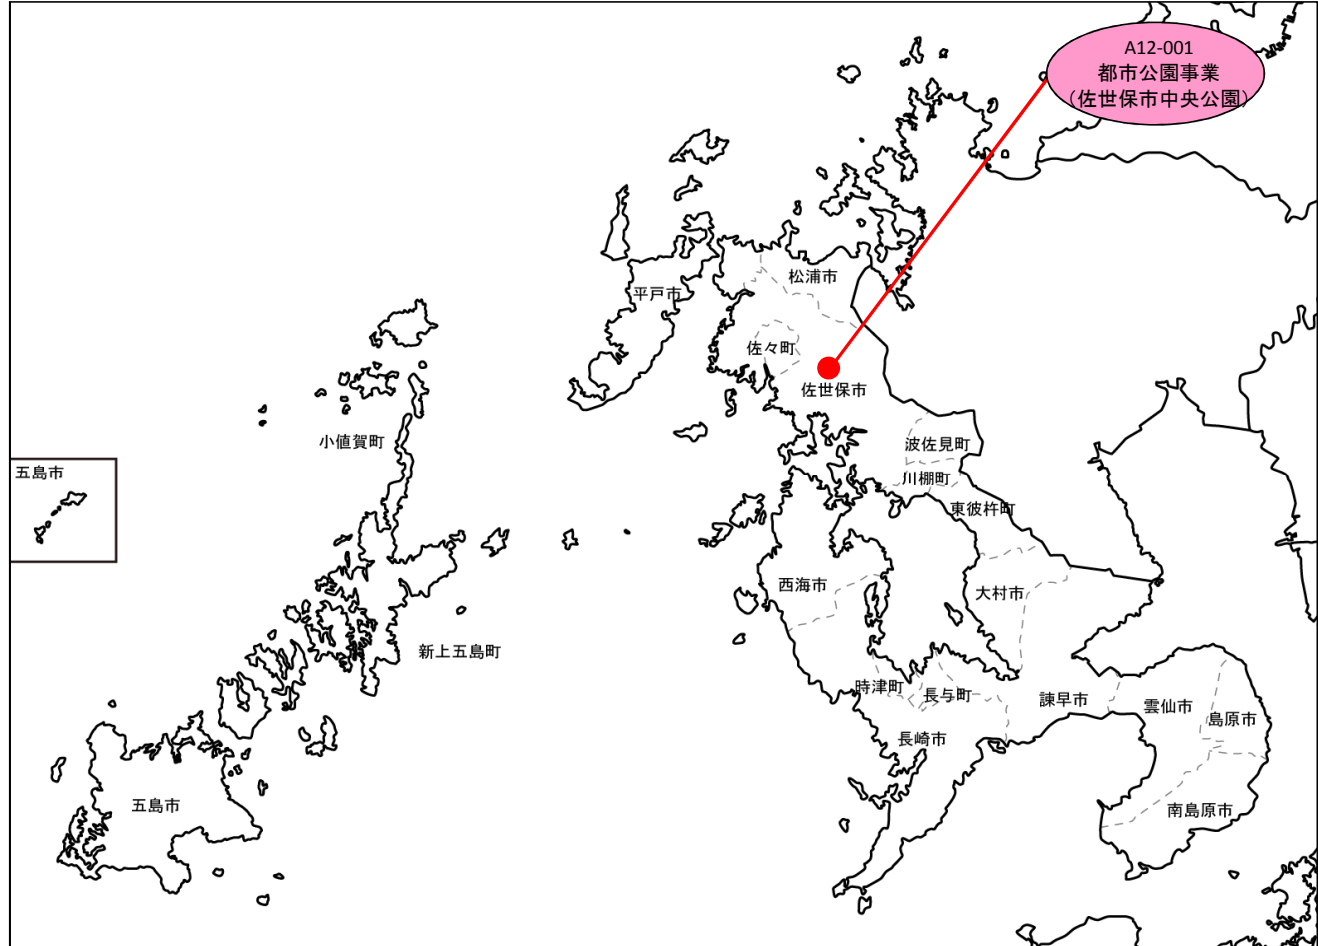 A12-001
都市公園事業
（佐世保市中央公園）
松浦市
平戸市
佐々町
佐世保市
小値賀町
波佐見町
五島市
川棚町
東彼杵町
西海市
大村市
新上五島町
時津町
長与町
諫早市
雲仙市
島原市
長崎市
五島市
南島原市